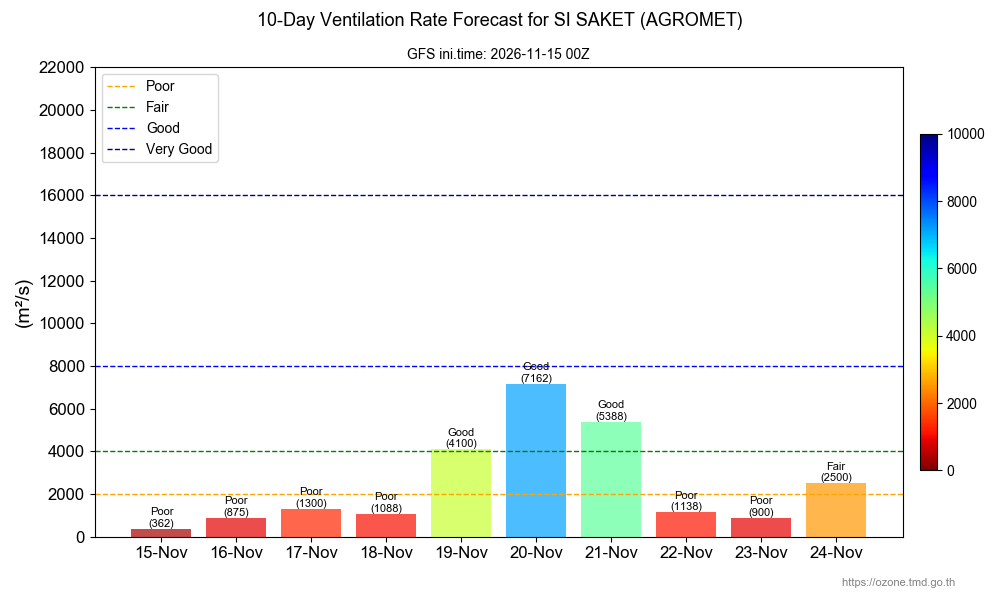 10-Day Ventilation Rate Forecast for SI SAKET (AGROMET)
GFS ini.time: 2026-11-15 00Z
22000
20000
18000
16000
14000
12000
10000
8000
6000
4000
2000
0
(m²/s)
Poor
Fair
Good
Very Good
Poor
(362)
Poor
(875)
Poor
(1300)
Poor
(1088)
Good
(4100)
Good
(7162)
Good
(5388)
Poor
(1138)
Poor
(900)
Fair
(2500)
15-Nov
16-Nov
17-Nov
18-Nov
19-Nov
20-Nov
21-Nov
22-Nov
23-Nov
24-Nov
10000
8000
6000
4000
2000
0
https://ozone.tmd.go.th